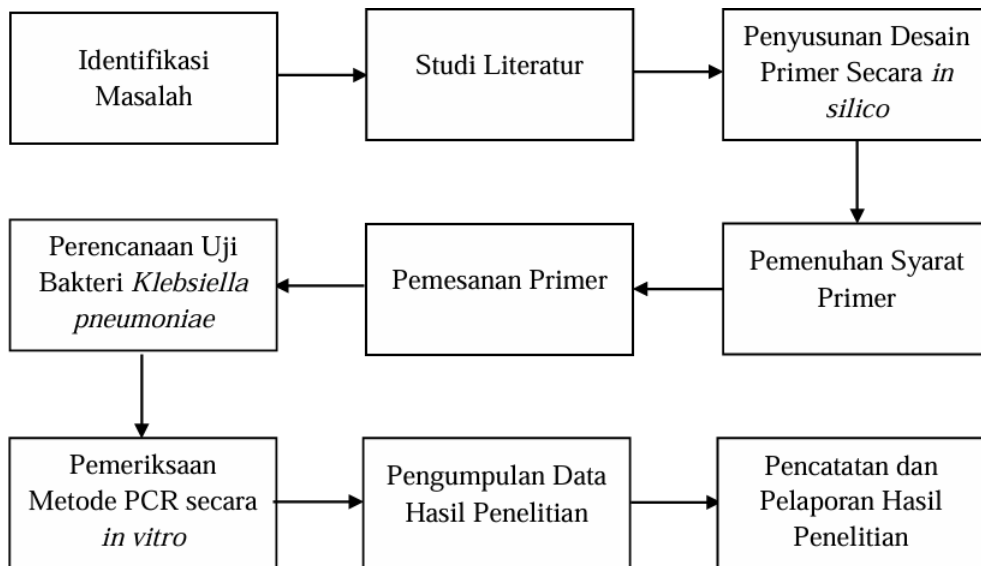 Identifikasi
Masalah
Studi Literatur
Penyusunan Desain
Primer Secara in
silico
Pemenuhan Syarat
Primer
Pemesanan Primer
Perencanaan Uji
Bakteri Klebsiella
pneumoniae
Pemeriksaan
Metode PCR secara
in vitro
Pengumpulan Data
Hasil Penelitian
Pencatatan dan
Pelaporan Hasil
Penelitian